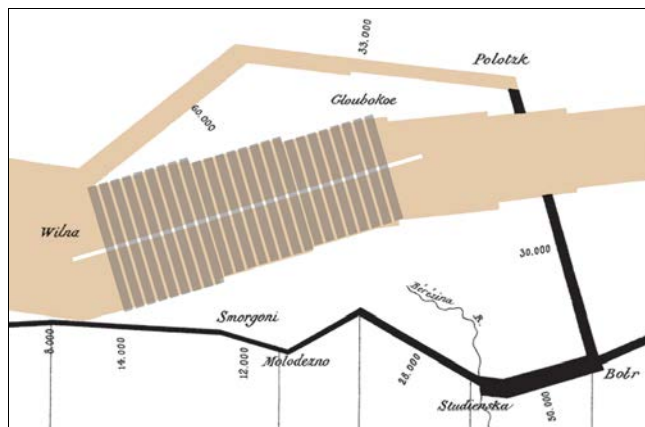 33.000
Polotzk
Gloubokoe
60.000
Wilna
30.000
Bérézina R.
Smorgoni
8.000
14.000
12.000
Molodezno
28.000
Botr
Studienska
50.000